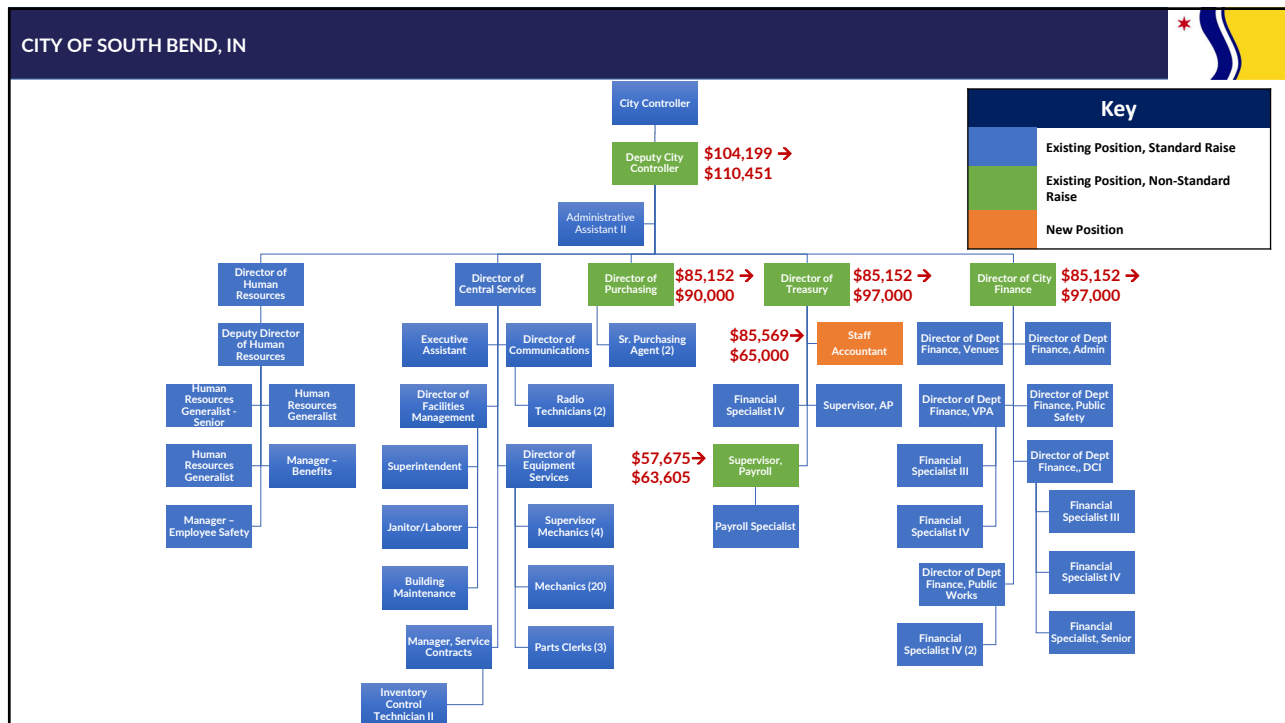 CITY OF SOUTH BEND, IN
City Controller
Key
Existing Position, Standard Raise
Existing Position, Non-Standard
Raise
New Position
Deputy City
Controller
$104,199 →
$110,451
Administrative
Assistant II
Director of
Human
Resources
Director of
Central Services
Director of
Purchasing
$85,152 →
$90,000
Director of
Treasury
$85,152 →
$97,000
Director of City
Finance
$85,152 →
$97,000
Deputy Director
of Human
Resources
Executive
Assistant
Director of
Communications
Sr. Purchasing
Agent (2)
$85,569→
$65,000
Staff
Accountant
Director of Dept
Finance, Venues
Director of Dept
Finance, Admin
Human
Resources
Generalist -
Senior
Human
Resources
Generalist
Director of
Facilities
Management
Radio
Technicians (2)
Financial
Specialist IV
Supervisor, AP
Director of Dept
Finance, VPA
Director of Dept
Finance, Public
Safety
Human
Resources
Generalist
Manager –
Benefits
Superintendent
Director of
Equipment
Services
$57,675→
$63,605
Supervisor,
Payroll
Financial
Specialist III
Director of Dept
Finance,, DCI
Manager –
Employee Safety
Janitor/Laborer
Supervisor
Mechanics (4)
Payroll Specialist
Financial
Specialist IV
Financial
Specialist III
Building
Maintenance
Mechanics (20)
Director of Dept
Finance, Public
Works
Financial
Specialist IV
Manager, Service
Contracts
Parts Clerks (3)
Financial
Specialist IV (2)
Financial
Specialist, Senior
Inventory
Control
Technician II